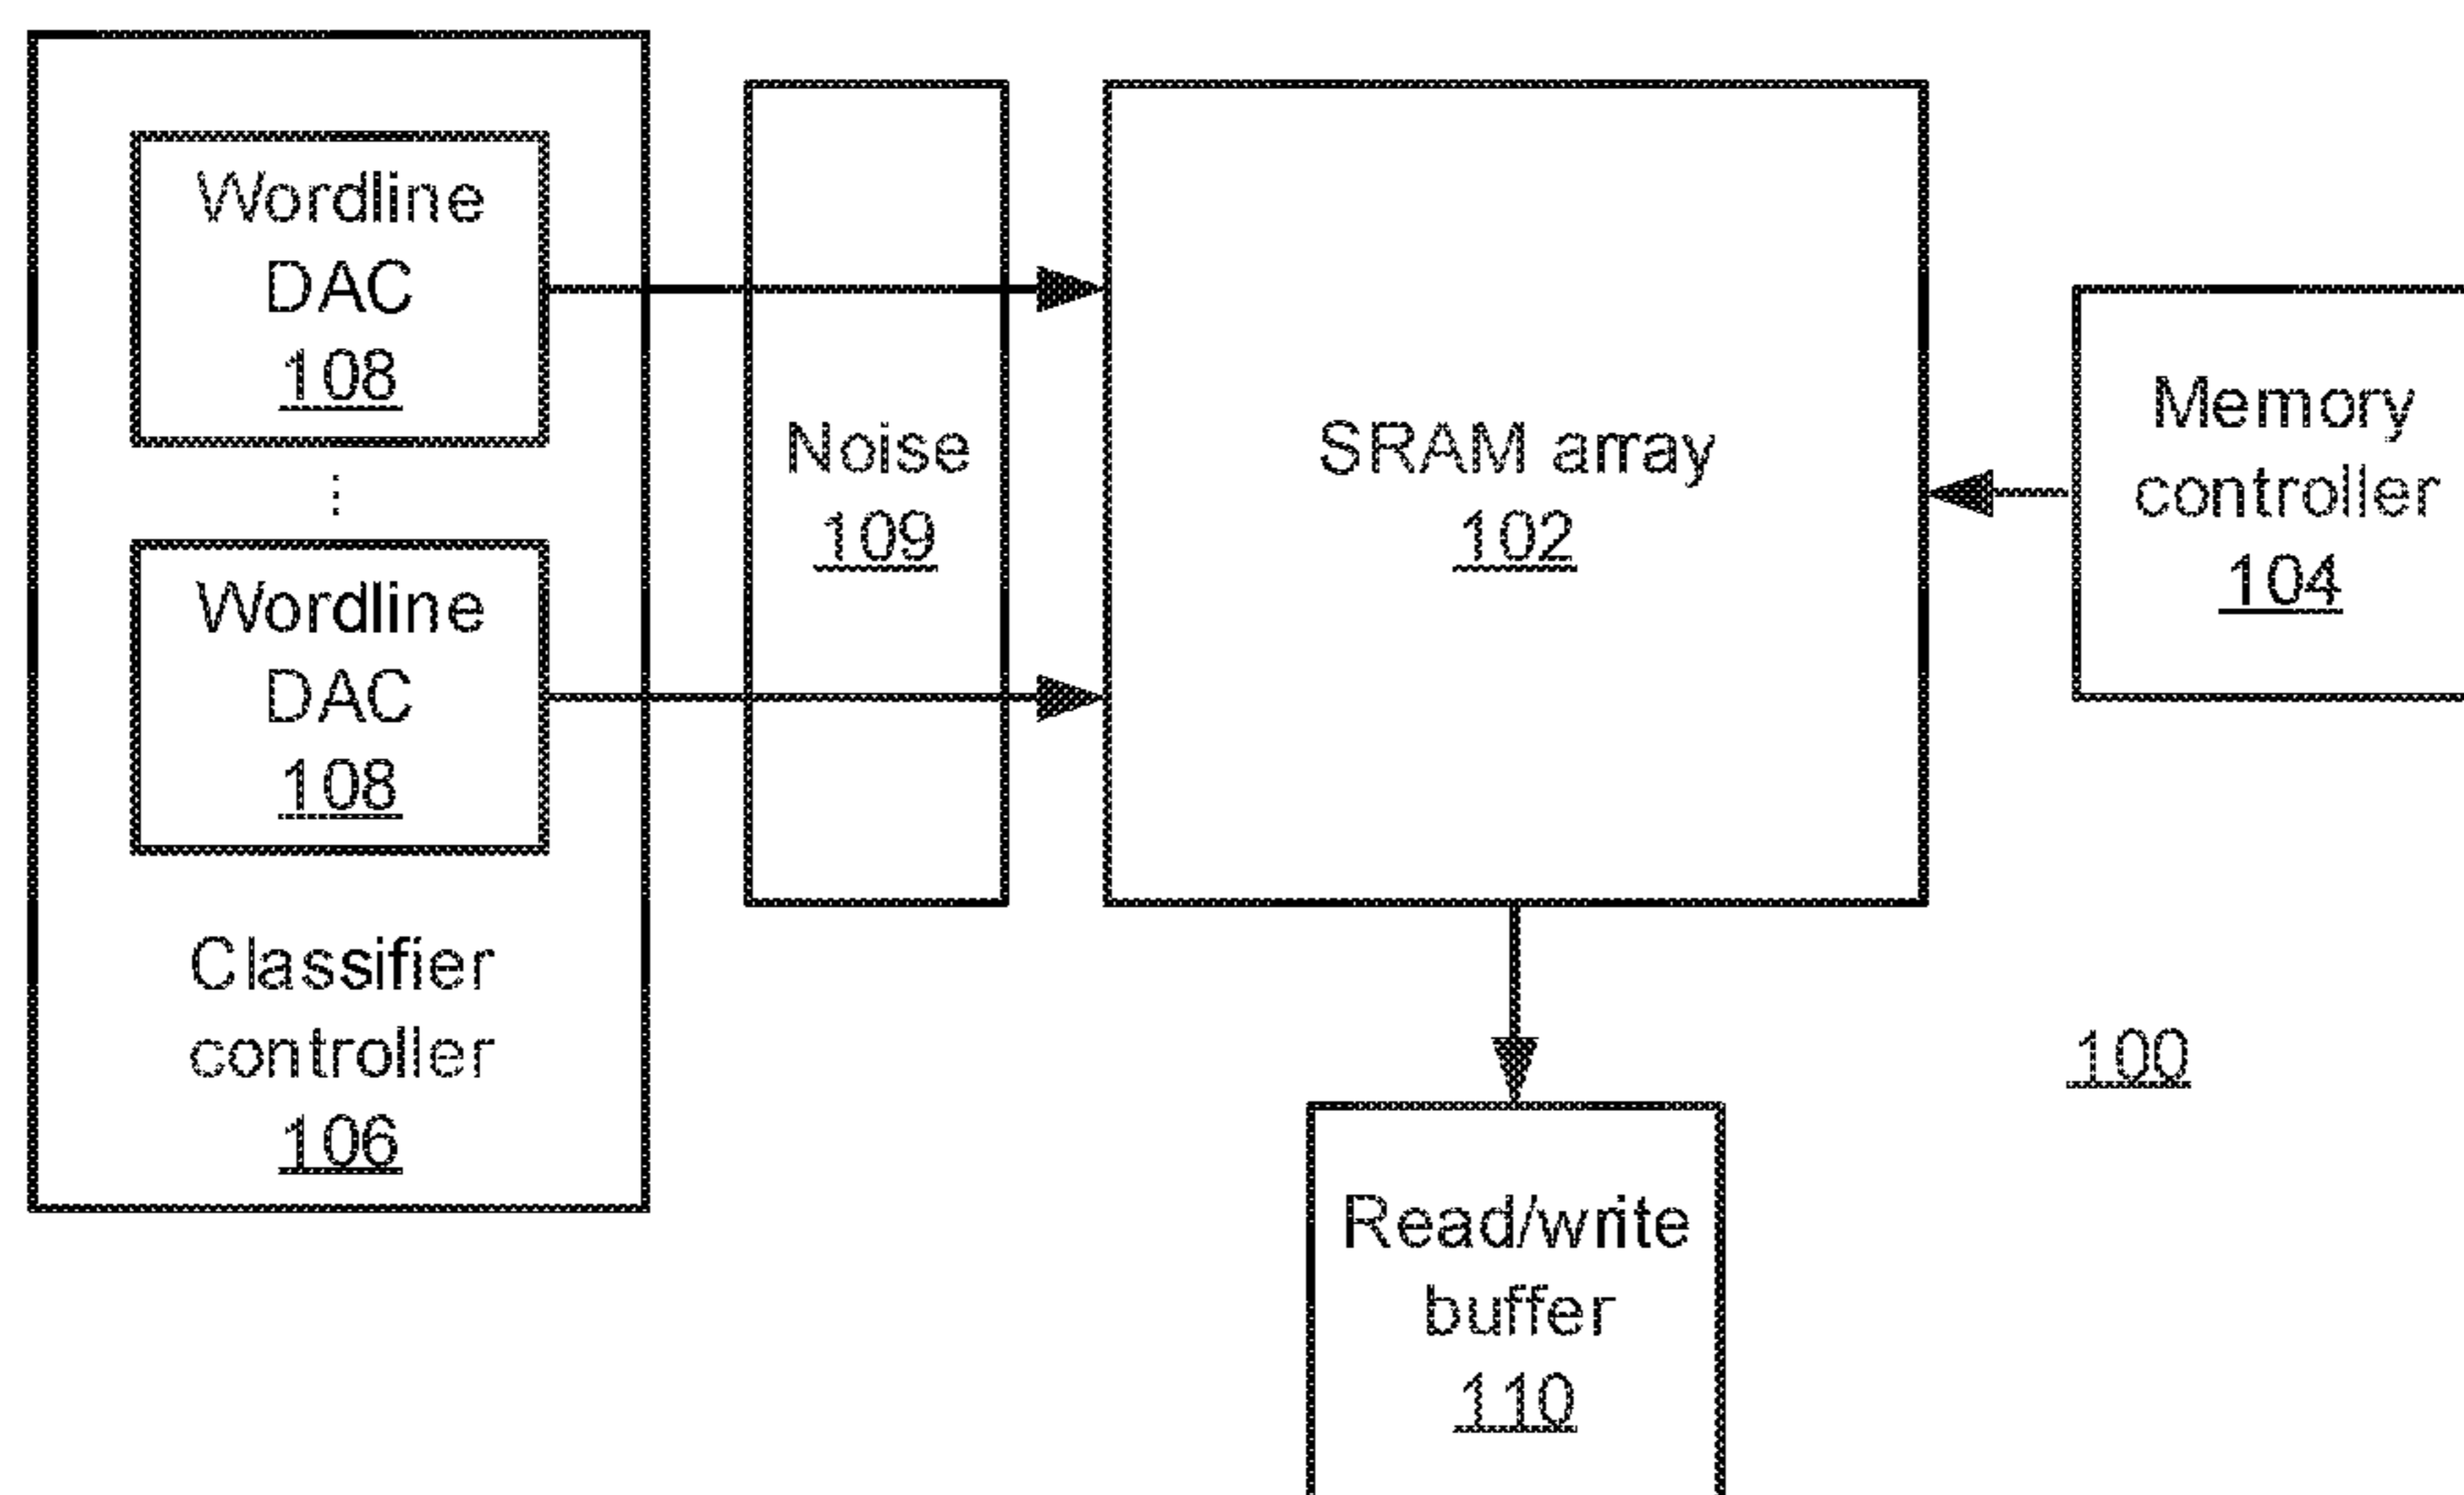 Wordline
DAC
108
⋮
Wordline
DAC
108
Classifier
controller
106
Noise
109
SRAM array
102
Memory
controller
104
Read/write
buffer
110
100